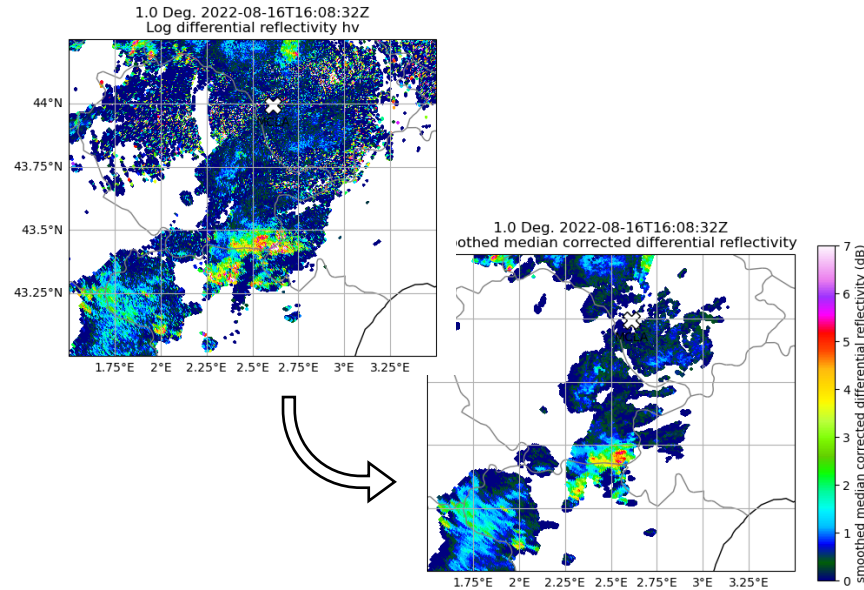 1.0 Deg. 2022-08-16T16:08:32Z
Log differential reflectivity hv
44°N
43.75°N
43.5°N
43.25°N
1.75°E 2°E 2.25°E 2.5°E 2.75°E 3°E 3.25°E
1.0 Deg. 2022-08-16T16:08:32Z
oothed median corrected differential reflectivity
7
6
5
4
3
2
1
0
smoothed median corrected differential reflectivity (dB)
1.75°E 2°E 2.25°E 2.5°E 2.75°E 3°E 3.25°E